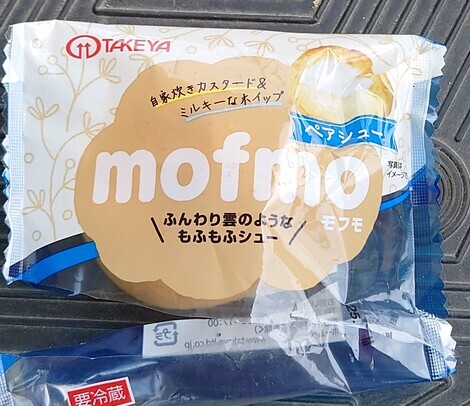 TAKEYA
自家炊きカスタード&
ミルキーなホイップ
ペアシュー
写真は
イメージで
mofmo
モフモ
ふんわり雲のような
もふもふシュー
要冷蔵